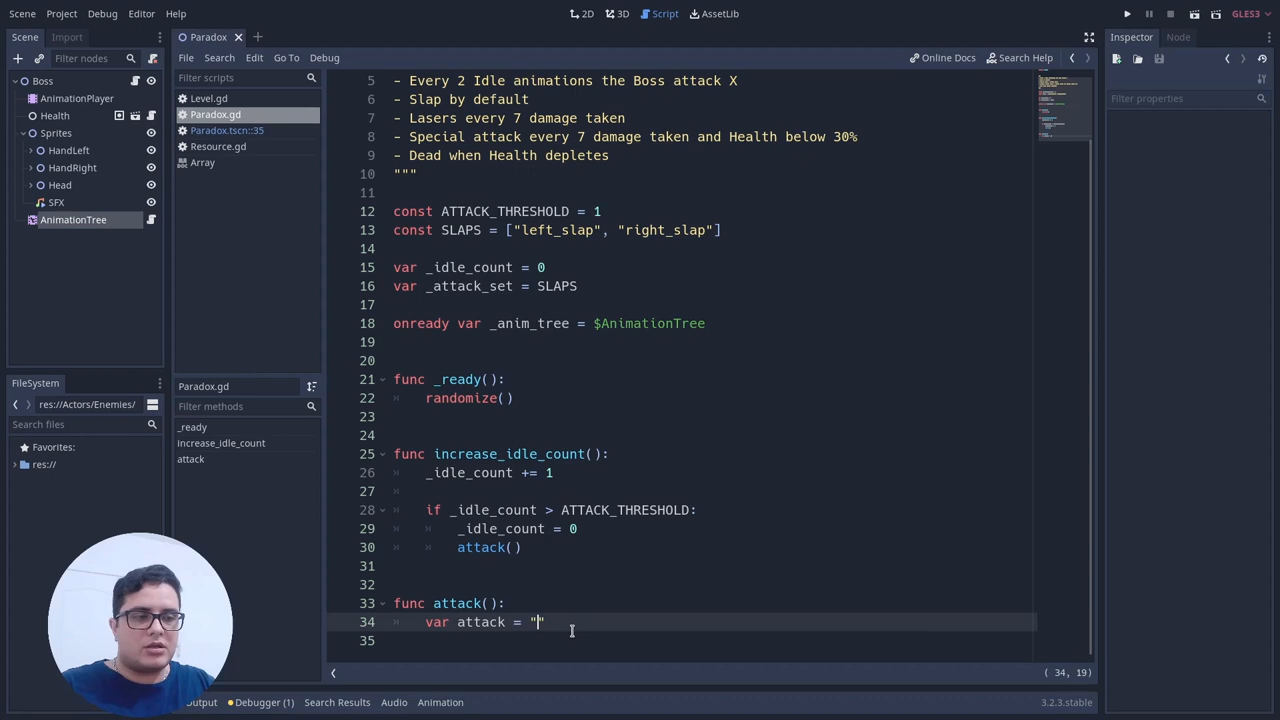 Scene Project Debug Editor Help
2D 3D Script AssetLib
GLES3
Scene Import
Filter nodes
Boss
AnimationPlayer
Health
Sprites
HandLeft
HandRight
Head
SFX
AnimationTree
FileSystem
res://Actors/Enemies/
Search files
Favorites:
res://
Paradox
File Search Edit Go To Debug
Online Docs Search Help
Filter scripts
Level.gd
Paradox.gd
Paradox.tscn::35
Resource.gd
Array
Paradox.gd
Filter methods
_ready
increase_idle_count
attack
5 - Every 2 Idle animations the Boss attack X
6 - Slap by default
7 - Lasers every 7 damage taken
8 - Special attack every 7 damage taken and Health below 30%
9 - Dead when Health depletes
10 """
11
12 const ATTACK_THRESHOLD = 1
13 const SLAPS = ["left_slap", "right_slap"]
14
15 var _idle_count = 0
16 var _attack_set = SLAPS
17
18 onready var _anim_tree = $AnimationTree
19
20
21 func _ready():
22 randomize()
23
24
25 func increase_idle_count():
26 _idle_count += 1
27
28 if _idle_count > ATTACK_THRESHOLD:
29 _idle_count = 0
30 attack()
31
32
33 func attack():
34 var attack = ""
35
( 34, 19)
Inspector Node
Filter properties
Output Debugger (1) Search Results Audio Animation
3.2.3.stable